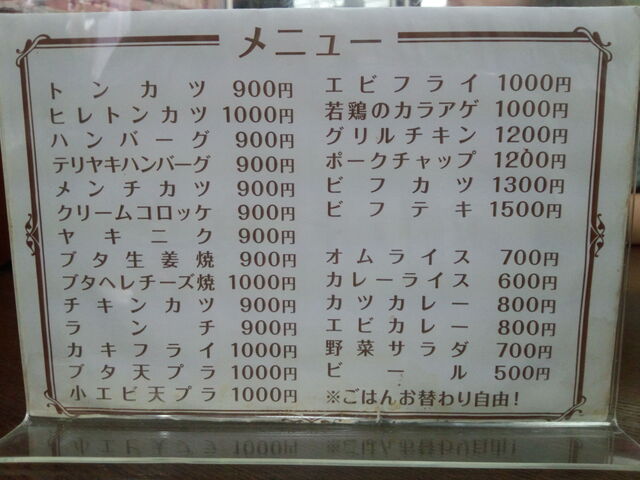 メニュー
トンカツ 900円
ヒレトンカツ 1000円
ハンバーグ 900円
テリヤキハンバーグ 900円
メンチカツ 900円
クリームコロッケ 900円
ヤキニク 900円
ブタ生姜焼 900円
ブタヘレチーズ焼 1000円
チキンカツ 900円
ランチ 900円
カキフライ 1000円
ブタ天プラ 1000円
小エビ天プラ 1000円
エビフライ 1000円
若鶏のカラアゲ 1000円
グリルチキン 1200円
ポークチャップ 1200円
ビフカツ 1300円
ビフテキ 1500円
オムライス 700円
カレーライス 600円
カツカレー 800円
エビカレー 800円
野菜サラダ 700円
ビール 500円
※ごはんお替わり自由!